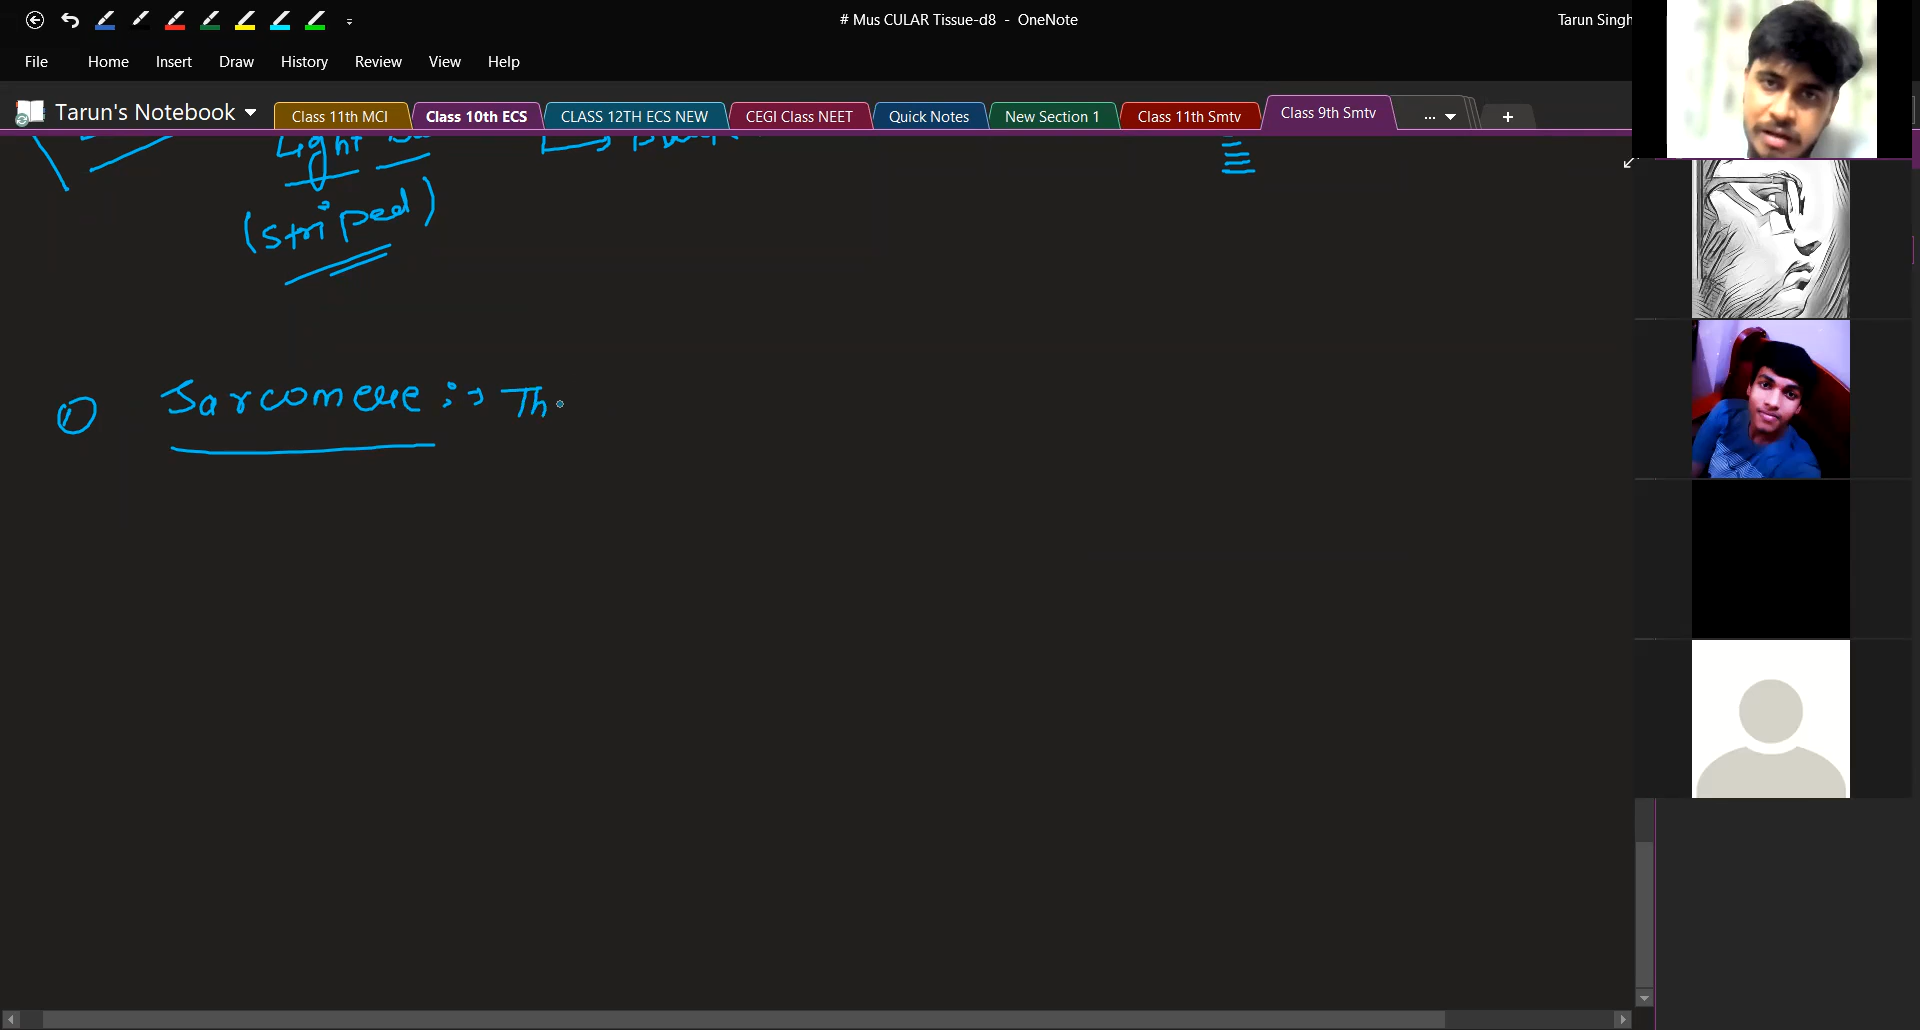 # Mus CULAR Tissue-d8 - OneNote
Tarun Singh
File Home Insert Draw History Review View Help
Tarun's Notebook
Class 11th MCI Class 10th ECS CLASS 12TH ECS NEW CEGI Class NEET Quick Notes New Section 1 Class 11th Smtv Class 9th Smtv ... +
Light
(striped)
① Sarcomere :→ Th